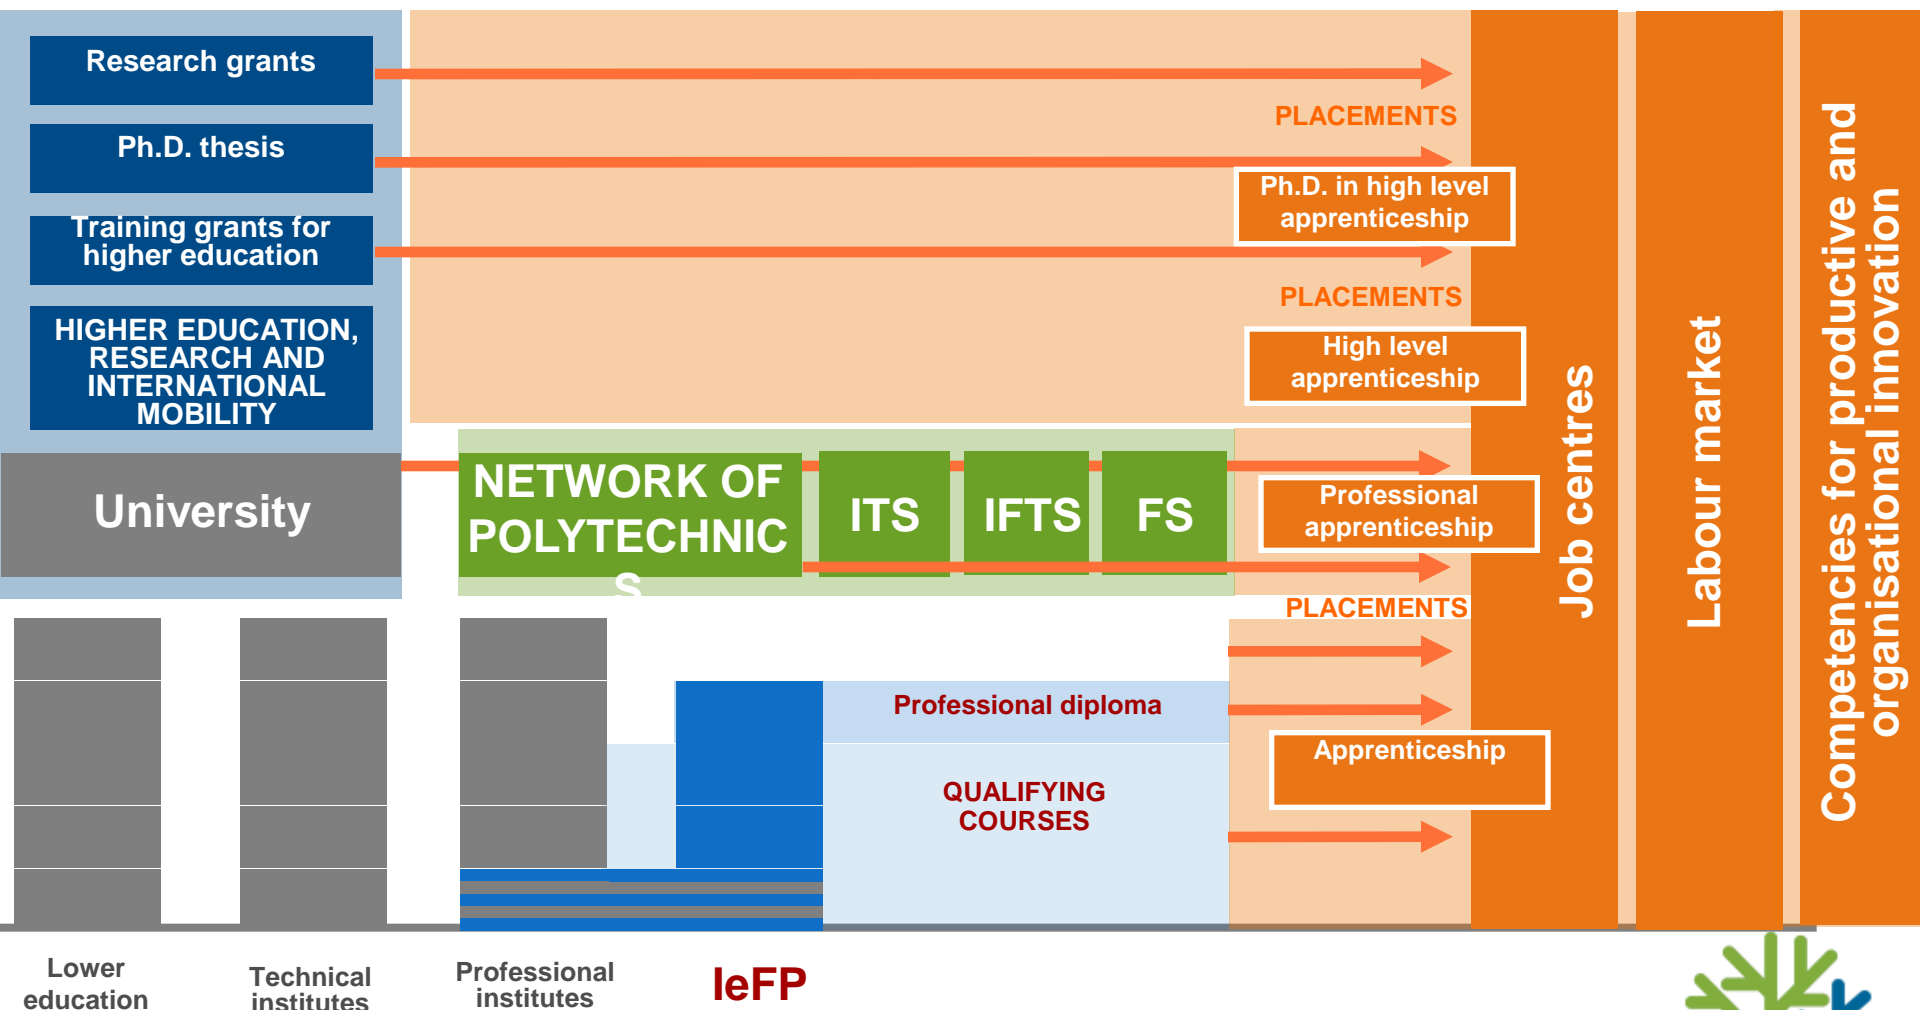 Research grants
PLACEMENTS
Ph.D. thesis
Ph.D. in high level
apprenticeship
Training grants for
higher education
PLACEMENTS
HIGHER EDUCATION,
RESEARCH AND
INTERNATIONAL
MOBILITY
High level
apprenticeship
University
NETWORK OF
POLYTECHNIC
S
ITS
IFTS
FS
Professional
apprenticeship
PLACEMENTS
Professional diploma
Apprenticeship
QUALIFYING
COURSES
Job centres
Labour market
Competencies for productive and
organisational innovation
Lower
education
Technical
institutes
Professional
institutes
IeFP